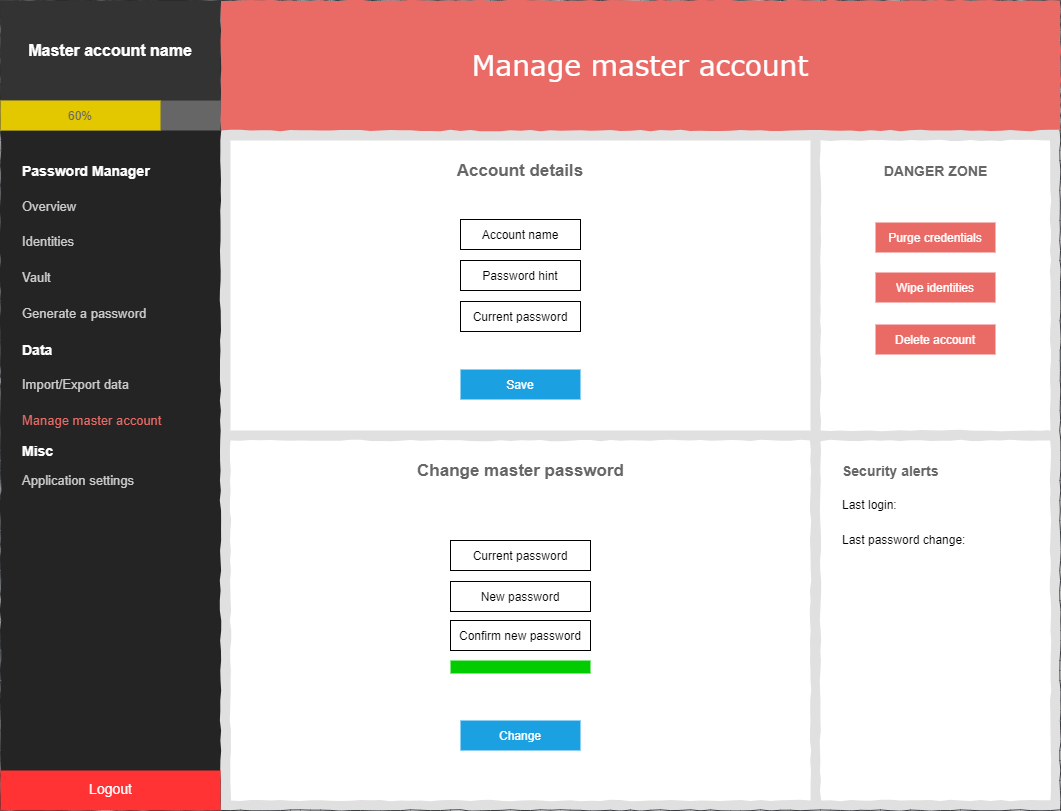 Master account name
60%
Password Manager
Overview
Identities
Vault
Generate a password
Data
Import/Export data
Manage master account
Misc
Application settings
Logout
Manage master account
Account details
Account name
Password hint
Current password
Save
DANGER ZONE
Purge credentials
Wipe identities
Delete account
Change master password
Current password
New password
Confirm new password
Change
Security alerts
Last login:
Last password change: